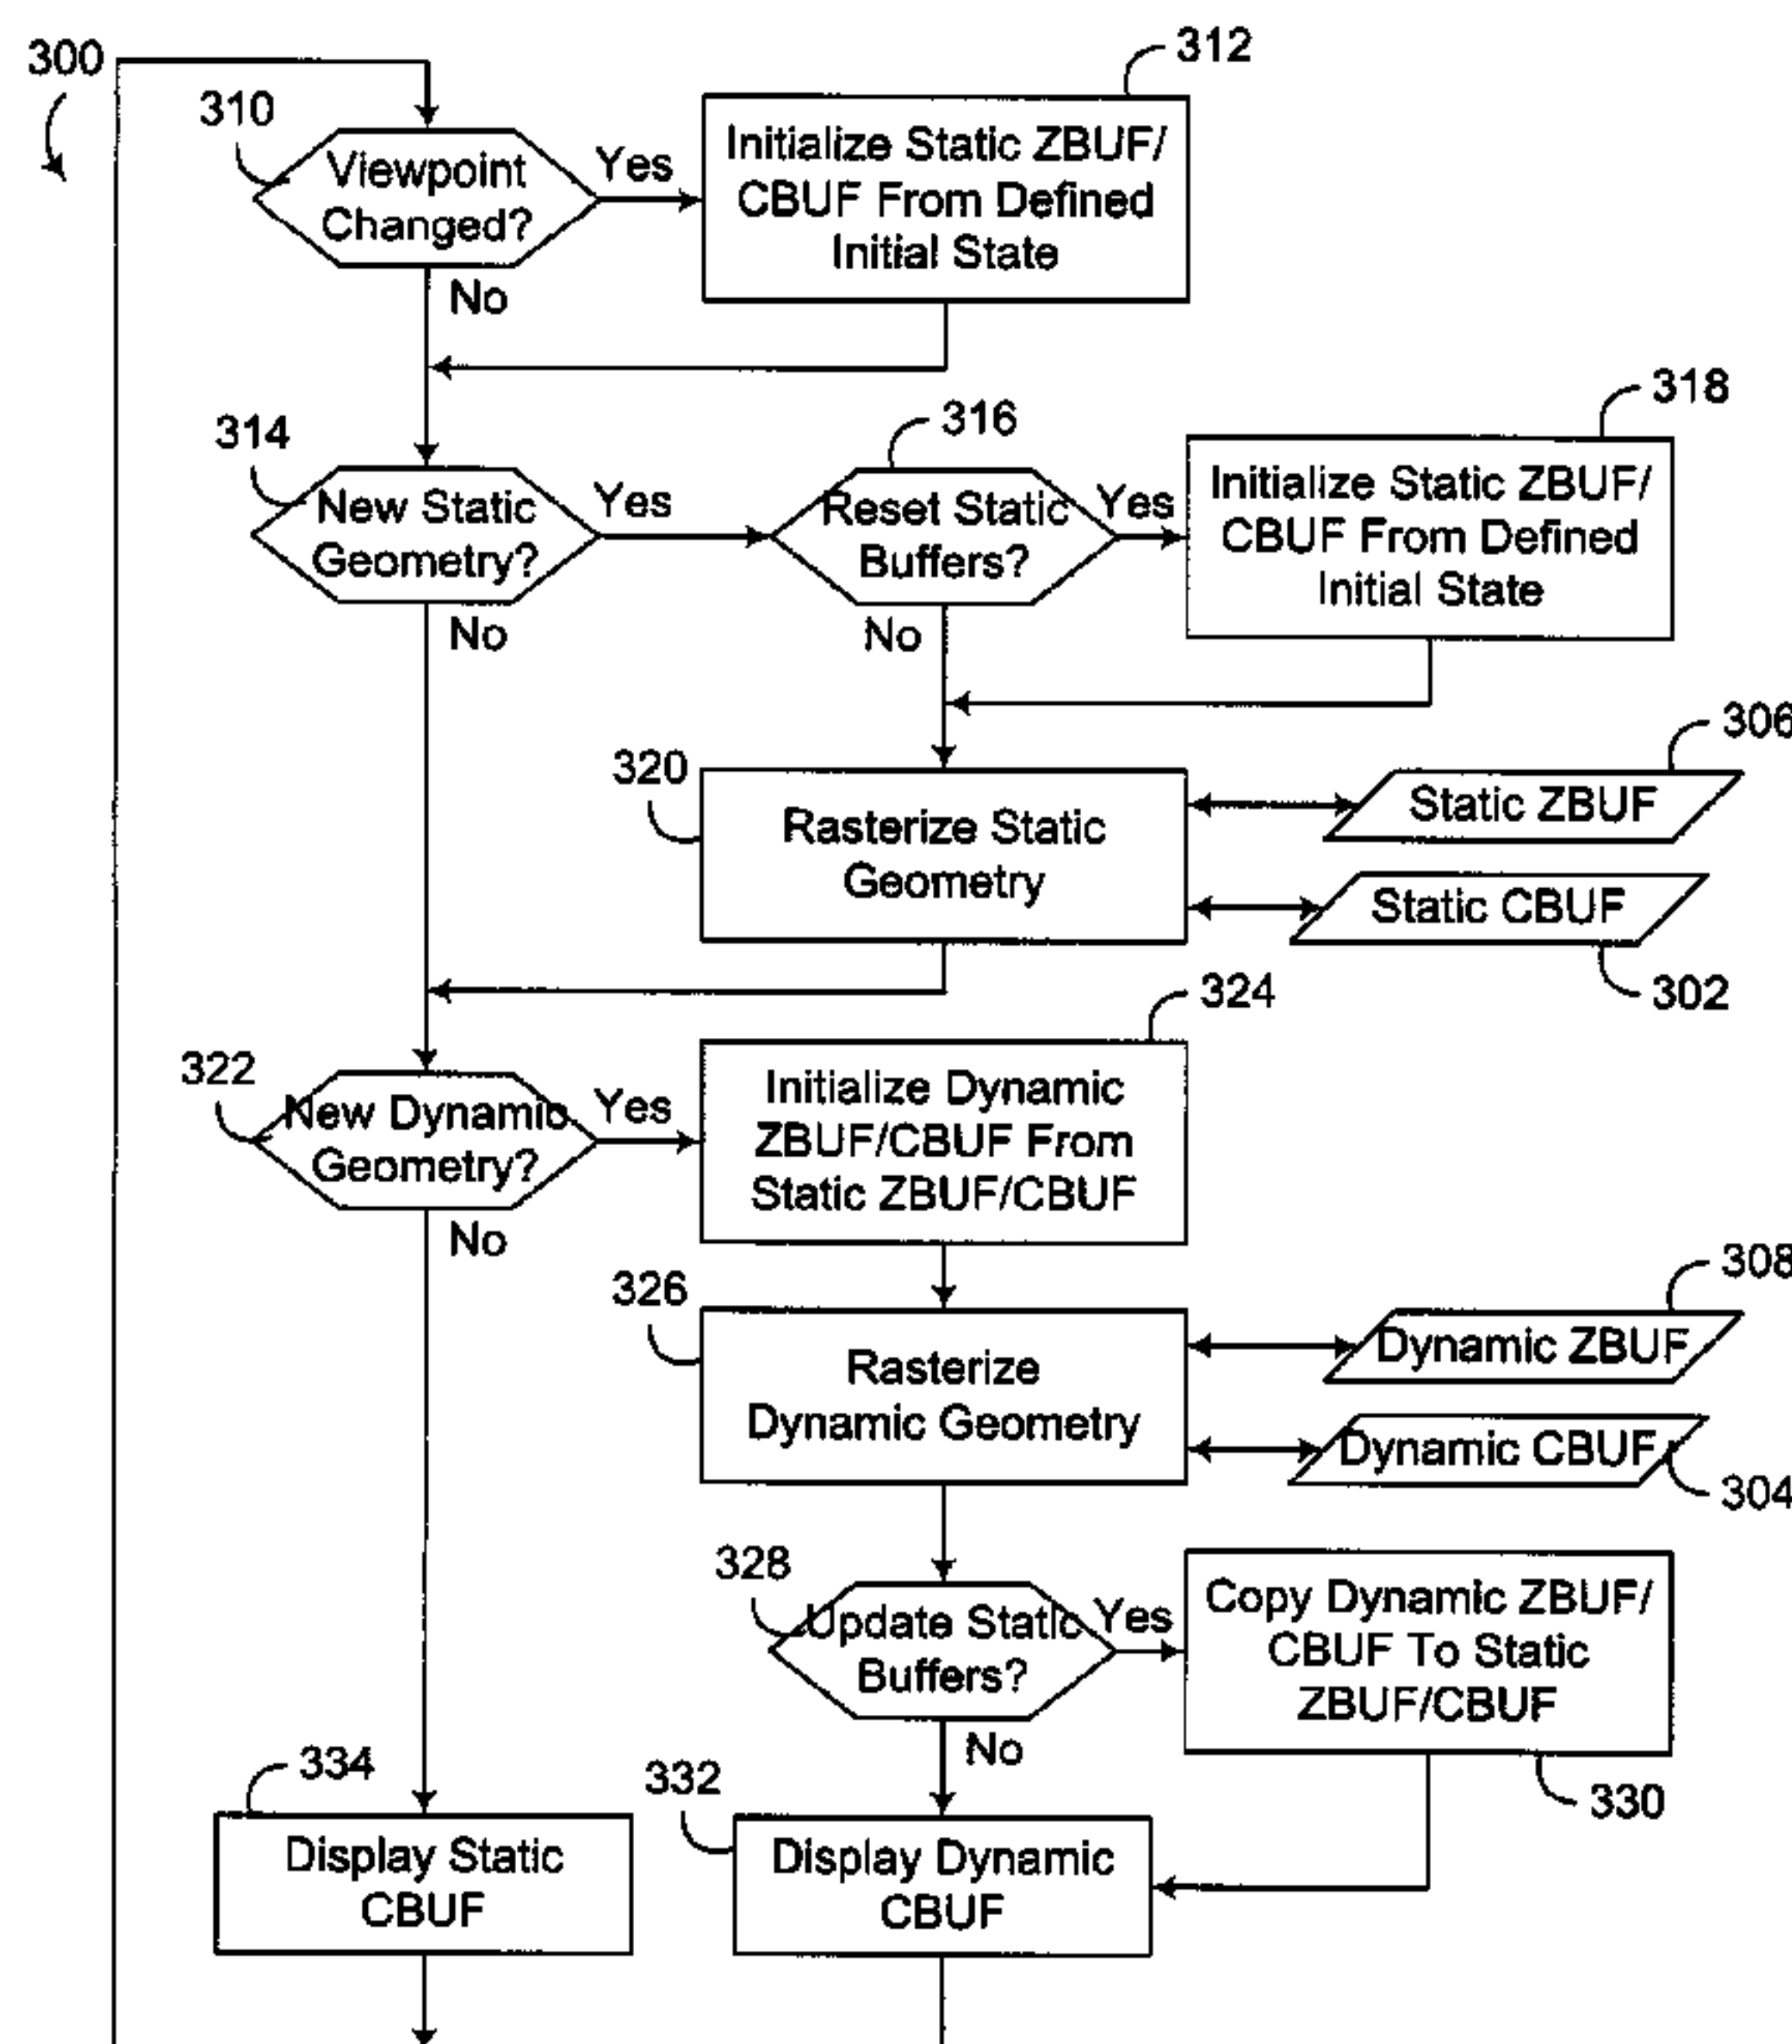 300
310
Viewpoint
Changed?
Yes
No
312
Initialize Static ZBUF/
CBUF From Defined
Initial State
314
New Static
Geometry?
Yes
No
316
Reset Static
Buffers?
Yes
No
318
Initialize Static ZBUF/
CBUF From Defined
Initial State
320
Rasterize Static
Geometry
306
Static ZBUF
Static CBUF
302
322
New Dynamic
Geometry?
Yes
No
324
Initialize Dynamic
ZBUF/CBUF From
Static ZBUF/CBUF
326
Rasterize
Dynamic Geometry
308
Dynamic ZBUF
Dynamic CBUF
304
328
Update Static
Buffers?
Yes
No
Copy Dynamic ZBUF/
CBUF To Static
ZBUF/CBUF
330
334
Display Static
CBUF
332
Display Dynamic
CBUF